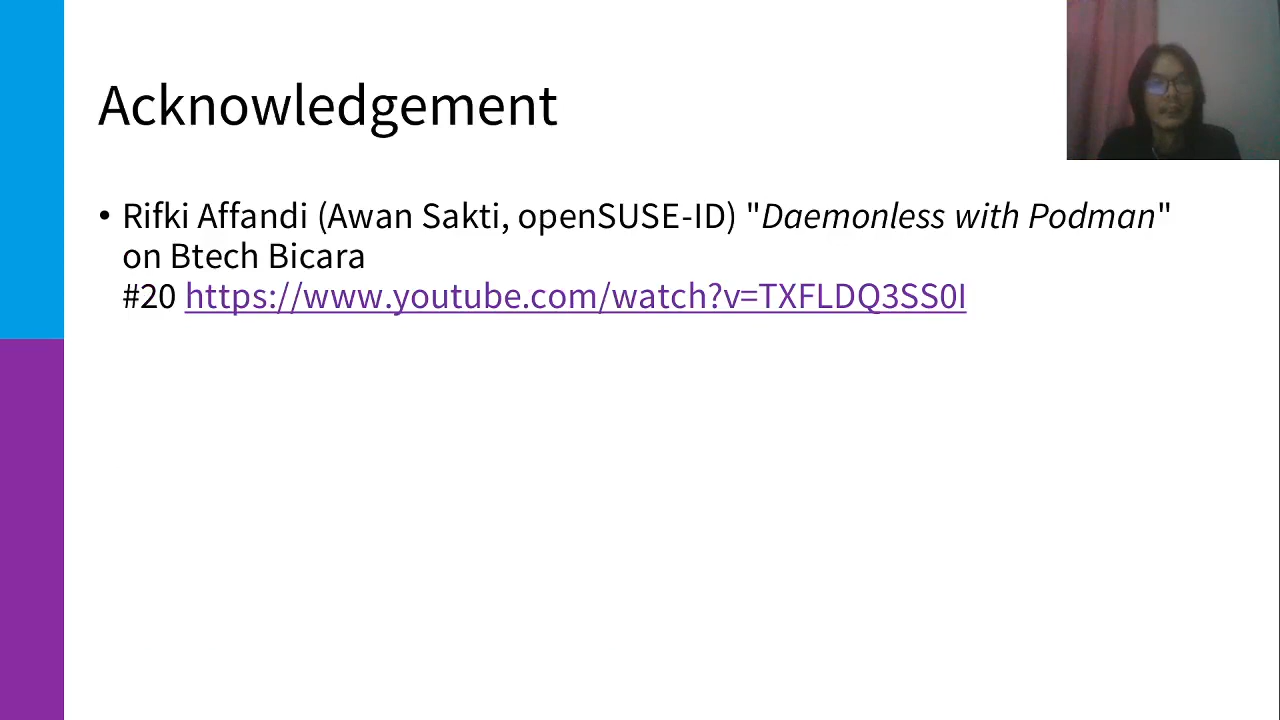 Acknowledgement
• Rifki Affandi (Awan Sakti, openSUSE-ID) "Daemonless with Podman"
on Btech Bicara
#20 https://www.youtube.com/watch?v=TXFLDQ3SS0I